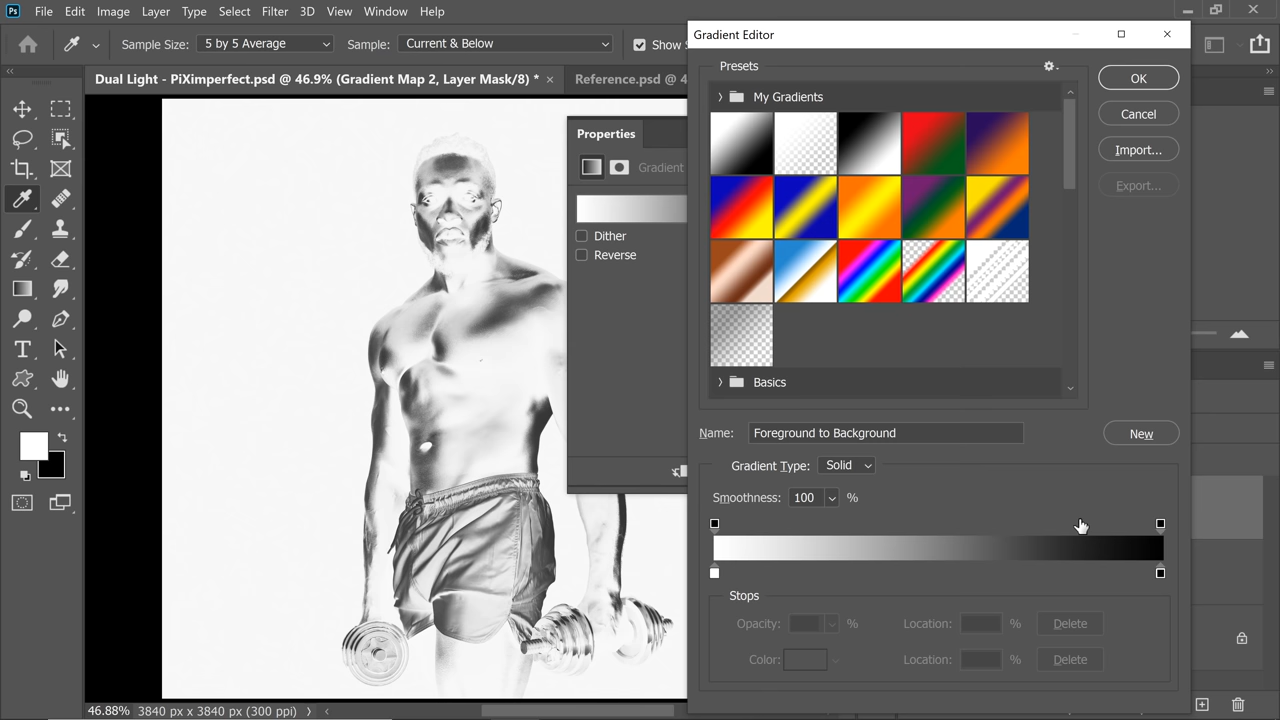 Ps File Edit Image Layer Type Select Filter 3D View Window Help
Gradient Editor
Sample Size: 5 by 5 Average Sample: Current & Below Show
Presets
Dual Light - PiXimperfect.psd @ 46.9% (Gradient Map 2, Layer Mask/8) * Reference.psd @ 4
OK
My Gradients
Cancel
Properties
Import...
Gradient
Export...
Dither
Reverse
Basics
Name: Foreground to Background New
Gradient Type: Solid
Smoothness: 100 %
Stops
Opacity: % Location: % Delete
Color: Location: % Delete
46.88% 3840 px x 3840 px (300 ppi)